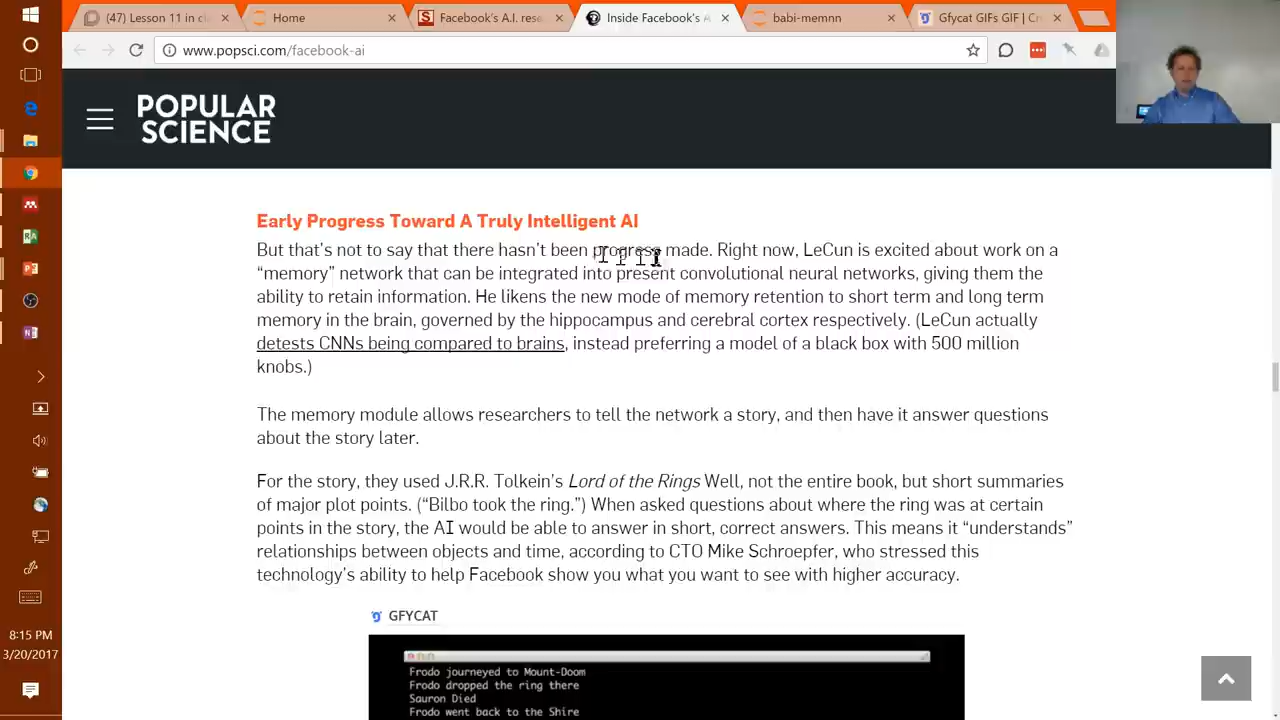 (47) Lesson 11 in cl
Home
Facebook's A.I. rese
Inside Facebook's A
babi-memnn
Gfycat GIFs GIF | Cr
www.popsci.com/facebook-ai
POPULAR
SCIENCE
Early Progress Toward A Truly Intelligent AI
But that's not to say that there hasn't been progress made. Right now, LeCun is excited about work on a
“memory” network that can be integrated into present convolutional neural networks, giving them the
ability to retain information. He likens the new mode of memory retention to short term and long term
memory in the brain, governed by the hippocampus and cerebral cortex respectively. (LeCun actually
detests CNNs being compared to brains, instead preferring a model of a black box with 500 million
knobs.)
The memory module allows researchers to tell the network a story, and then have it answer questions
about the story later.
For the story, they used J.R.R. Tolkein's Lord of the Rings Well, not the entire book, but short summaries
of major plot points. (“Bilbo took the ring.”) When asked questions about where the ring was at certain
points in the story, the AI would be able to answer in short, correct answers. This means it “understands”
relationships between objects and time, according to CTO Mike Schroepfer, who stressed this
technology's ability to help Facebook show you what you want to see with higher accuracy.
GFYCAT
Frodo journeyed to Mount-Doom
Frodo dropped the ring there
Sauron Died
Frodo went back to the Shire
8:15 PM
3/20/2017